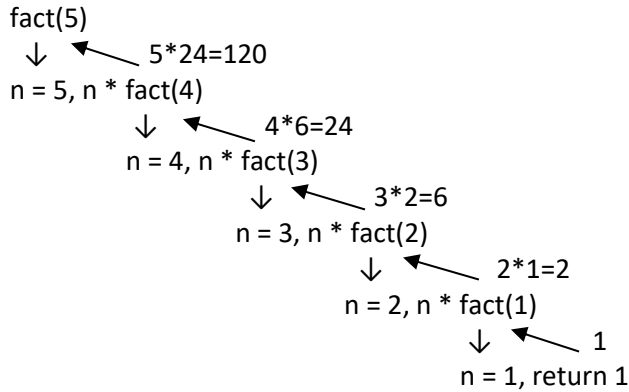 fact(5)
5*24=120
n = 5, n * fact(4)
4*6=24
n = 4, n * fact(3)
3*2=6
n = 3, n * fact(2)
2*1=2
n = 2, n * fact(1)
1
n = 1, return 1